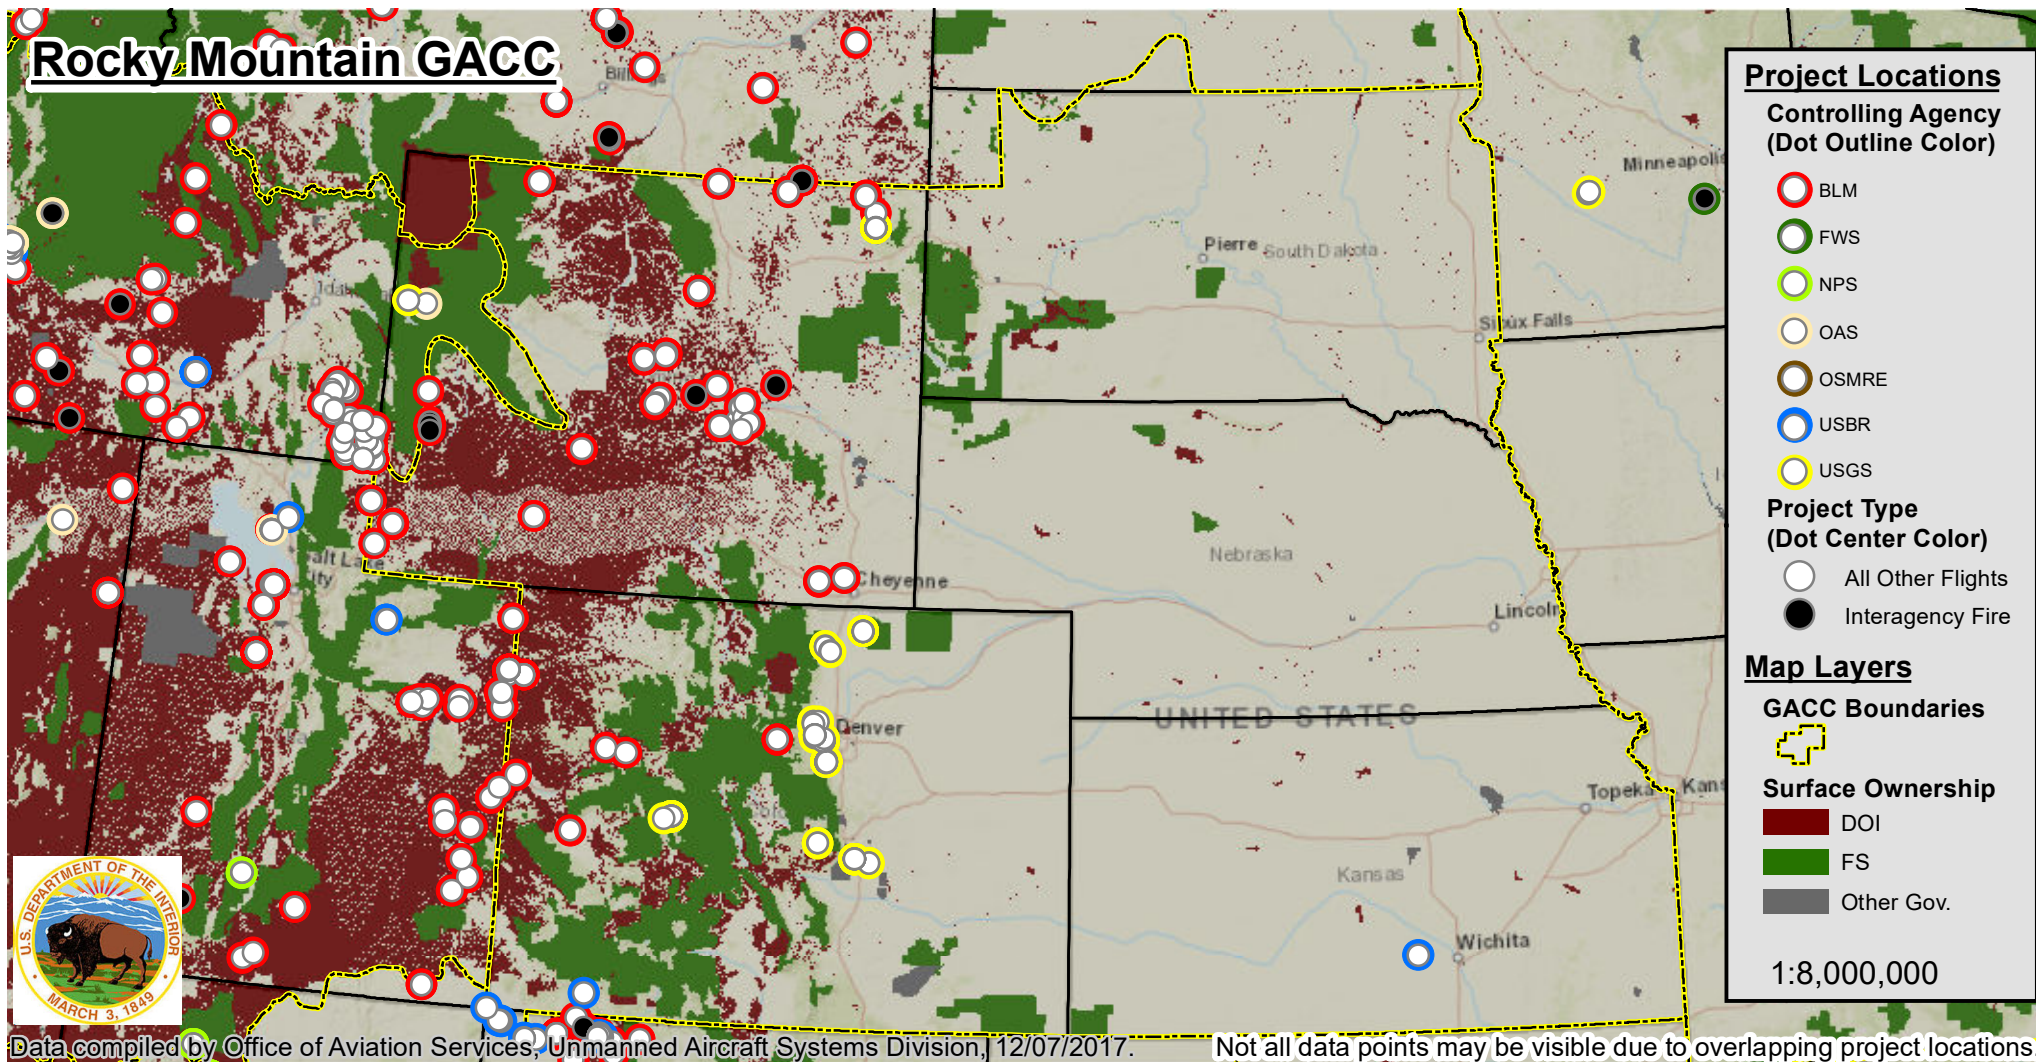 Rocky Mountain GACC
Project Locations
Controlling Agency
(Dot Outline Color)
BLM
FWS
NPS
OAS
OSMRE
USBR
USGS
Project Type
(Dot Center Color)
All Other Flights
Interagency Fire
Map Layers
GACC Boundaries
Surface Ownership
DOI
FS
Other Gov.
1:8,000,000
Minneapolis
Pierre
South Dakota
Sioux Falls
Nebraska
Cheyenne
Lincoln
UNITED STATES
Denver
Topeka
Kans
Kansas
Wichita
alt Lake
ity
U.S. DEPARTMENT OF THE INTERIOR
MARCH 3, 1849
Data compiled by Office of Aviation Services, Unmanned Aircraft Systems Division, 12/07/2017.
Not all data points may be visible due to overlapping project locations